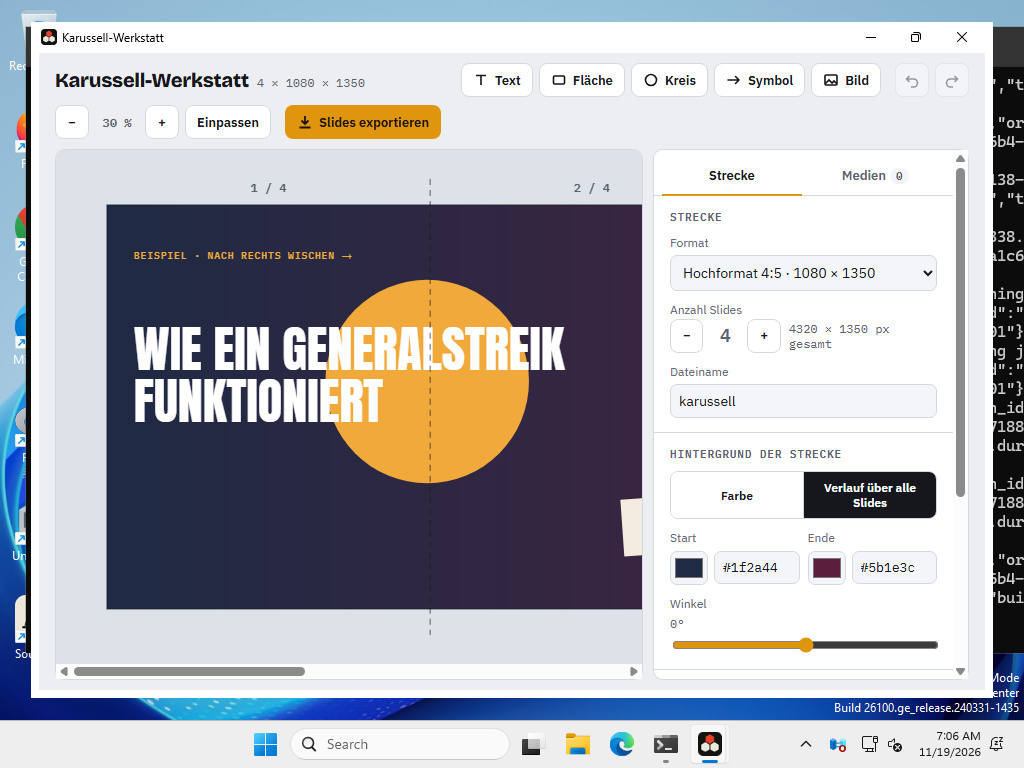 Karussell-Werkstatt
Karussell-Werkstatt 4 × 1080 × 1350
Text
Fläche
Kreis
Symbol
Bild
− 30 % + Einpassen
Slides exportieren
1 / 4
2 / 4
BEISPIEL · NACH RECHTS WISCHEN →
WIE EIN GENERALSTREIK
FUNKTIONIERT
Strecke
Medien 0
STRECKE
Format
Hochformat 4:5 · 1080 × 1350
Anzahl Slides
− 4 + 4320 × 1350 px
gesamt
Dateiname
karussell
HINTERGRUND DER STRECKE
Farbe
Verlauf über alle
Slides
Start
Ende
#1f2a44
#5b1e3c
Winkel
0°
Mode
Build 26100.ge_release.240331-1435
Search
7:06 AM
11/19/2026